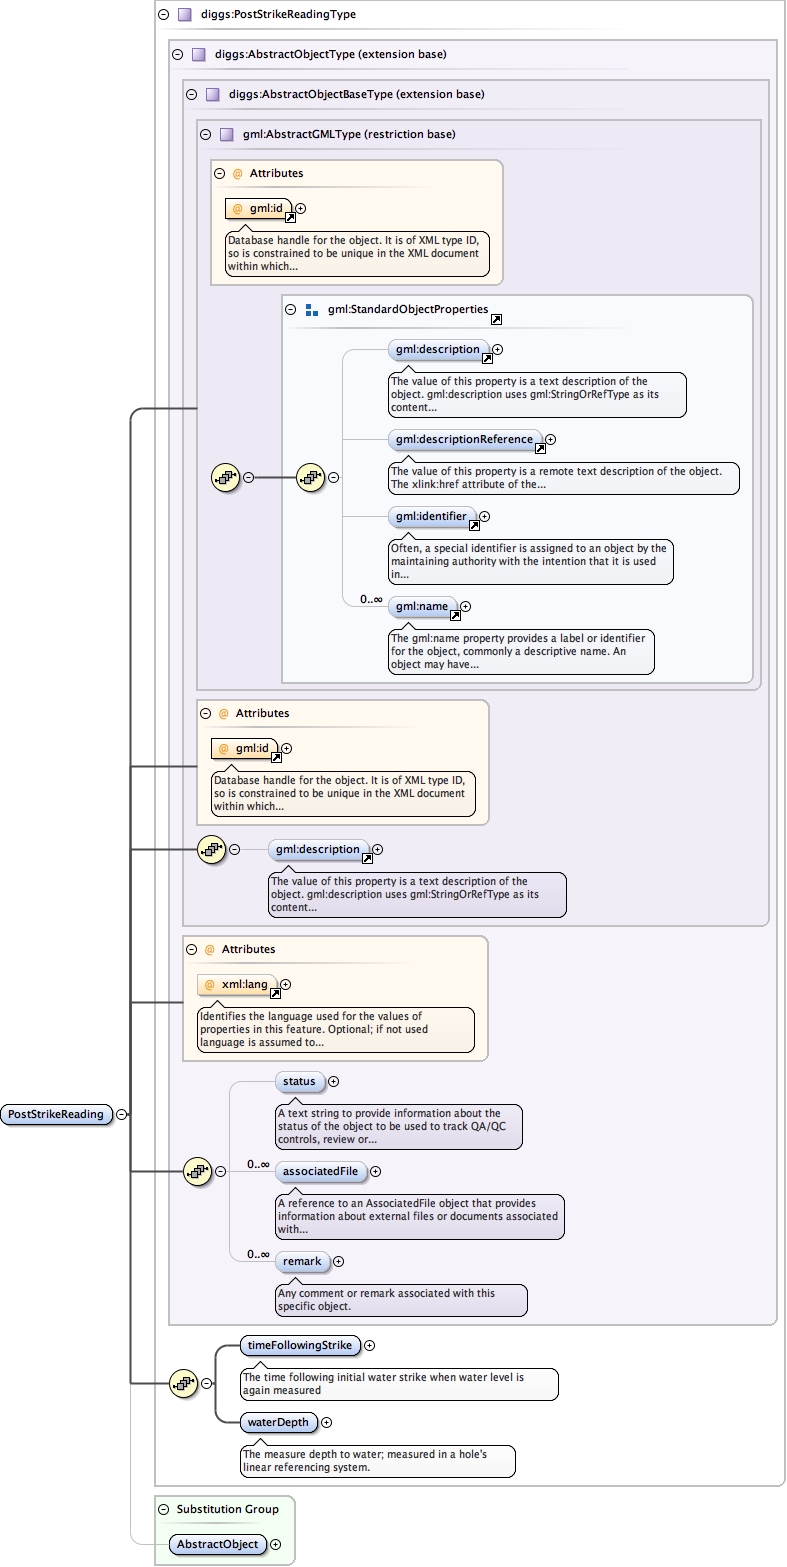 diggs:PostStrikeReadingType
diggs:AbstractObjectType (extension base)
diggs:AbstractObjectBaseType (extension base)
gml:AbstractGMLType (restriction base)
@ Attributes
@ gml:id
Database handle for the object. It is of XML type ID,
so is constrained to be unique in the XML document
within which...
gml:StandardObjectProperties
gml:description
The value of this property is a text description of the
object. gml:description uses gml:StringOrRefType as its
content...
gml:descriptionReference
The value of this property is a remote text description of the object.
The xlink:href attribute of the...
gml:identifier
Often, a special identifier is assigned to an object by the
maintaining authority with the intention that it is used
in...
0..∞
gml:name
The gml:name property provides a label or identifier
for the object, commonly a descriptive name. An
object may have...
@ Attributes
@ gml:id
Database handle for the object. It is of XML type ID,
so is constrained to be unique in the XML document
within which...
gml:description
The value of this property is a text description of the
object. gml:description uses gml:StringOrRefType as its
content...
@ Attributes
@ xml:lang
Identifies the language used for the values of
properties in this feature. Optional; if not used
language is assumed to...
status
A text string to provide information about the
status of the object to be used to track QA/QC
controls, review or...
PostStrikeReading
0..∞
associatedFile
A reference to an AssociatedFile object that provides
information about external files or documents associated
with...
0..∞
remark
Any comment or remark associated with this
specific object.
timeFollowingStrike
The time following initial water strike when water level is
again measured
waterDepth
The measure depth to water; measured in a hole's
linear referencing system.
Substitution Group
AbstractObject